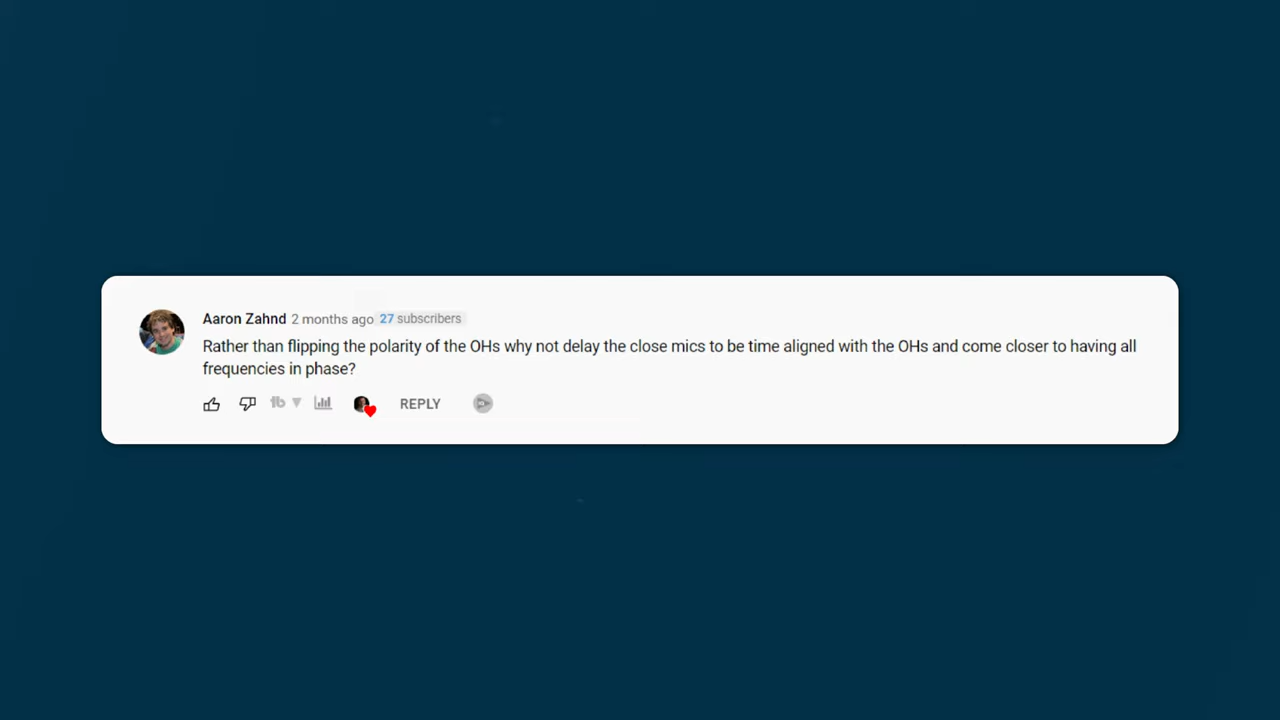 Aaron Zahnd 2 months ago 27 subscribers
Rather than flipping the polarity of the OHs why not delay the close mics to be time aligned with the OHs and come closer to having all
frequencies in phase?
tb REPLY